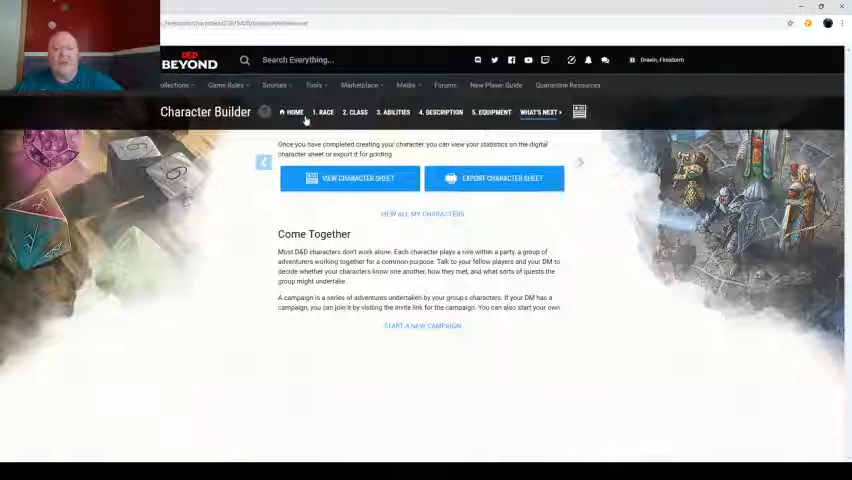 D&D
BEYOND
Search Everything...
Drawin_Firestorm
Collections
Game Rules
Sources
Tools
Marketplace
Media
Forums
New Player Guide
Quarantine Resources
Character Builder
HOME
1. RACE
2. CLASS
3. ABILITIES
4. DESCRIPTION
5. EQUIPMENT
WHAT'S NEXT
Once you have completed creating your character, you can view your statistics on the digital
character sheet or export it for printing
VIEW CHARACTER SHEET
EXPORT CHARACTER SHEET
VIEW ALL MY CHARACTERS
Come Together
Most D&D characters don't work alone. Each character plays a role within a party, a group of
adventurers working together for a common purpose. Talk to your fellow players and your DM to
decide whether your characters know one another, how they met, and what sorts of quests the
group might undertake.
A campaign is a series of adventures undertaken by your group's characters. If your DM has a
campaign, you can join it by visiting the invite link for the campaign. You can also start your own.
START A NEW CAMPAIGN